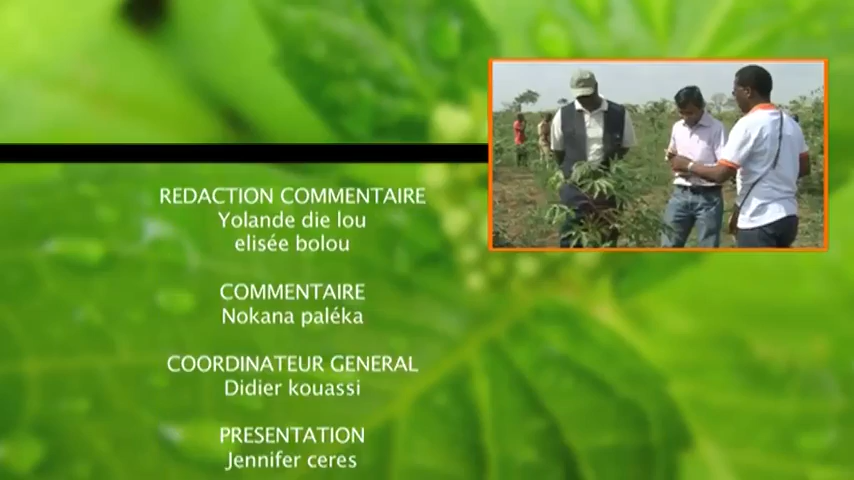 REDACTION COMMENTAIRE
Yolande die lou
elisée bolou
COMMENTAIRE
Nokana paléka
COORDINATEUR GENERAL
Didier kouassi
PRESENTATION
Jennifer ceres